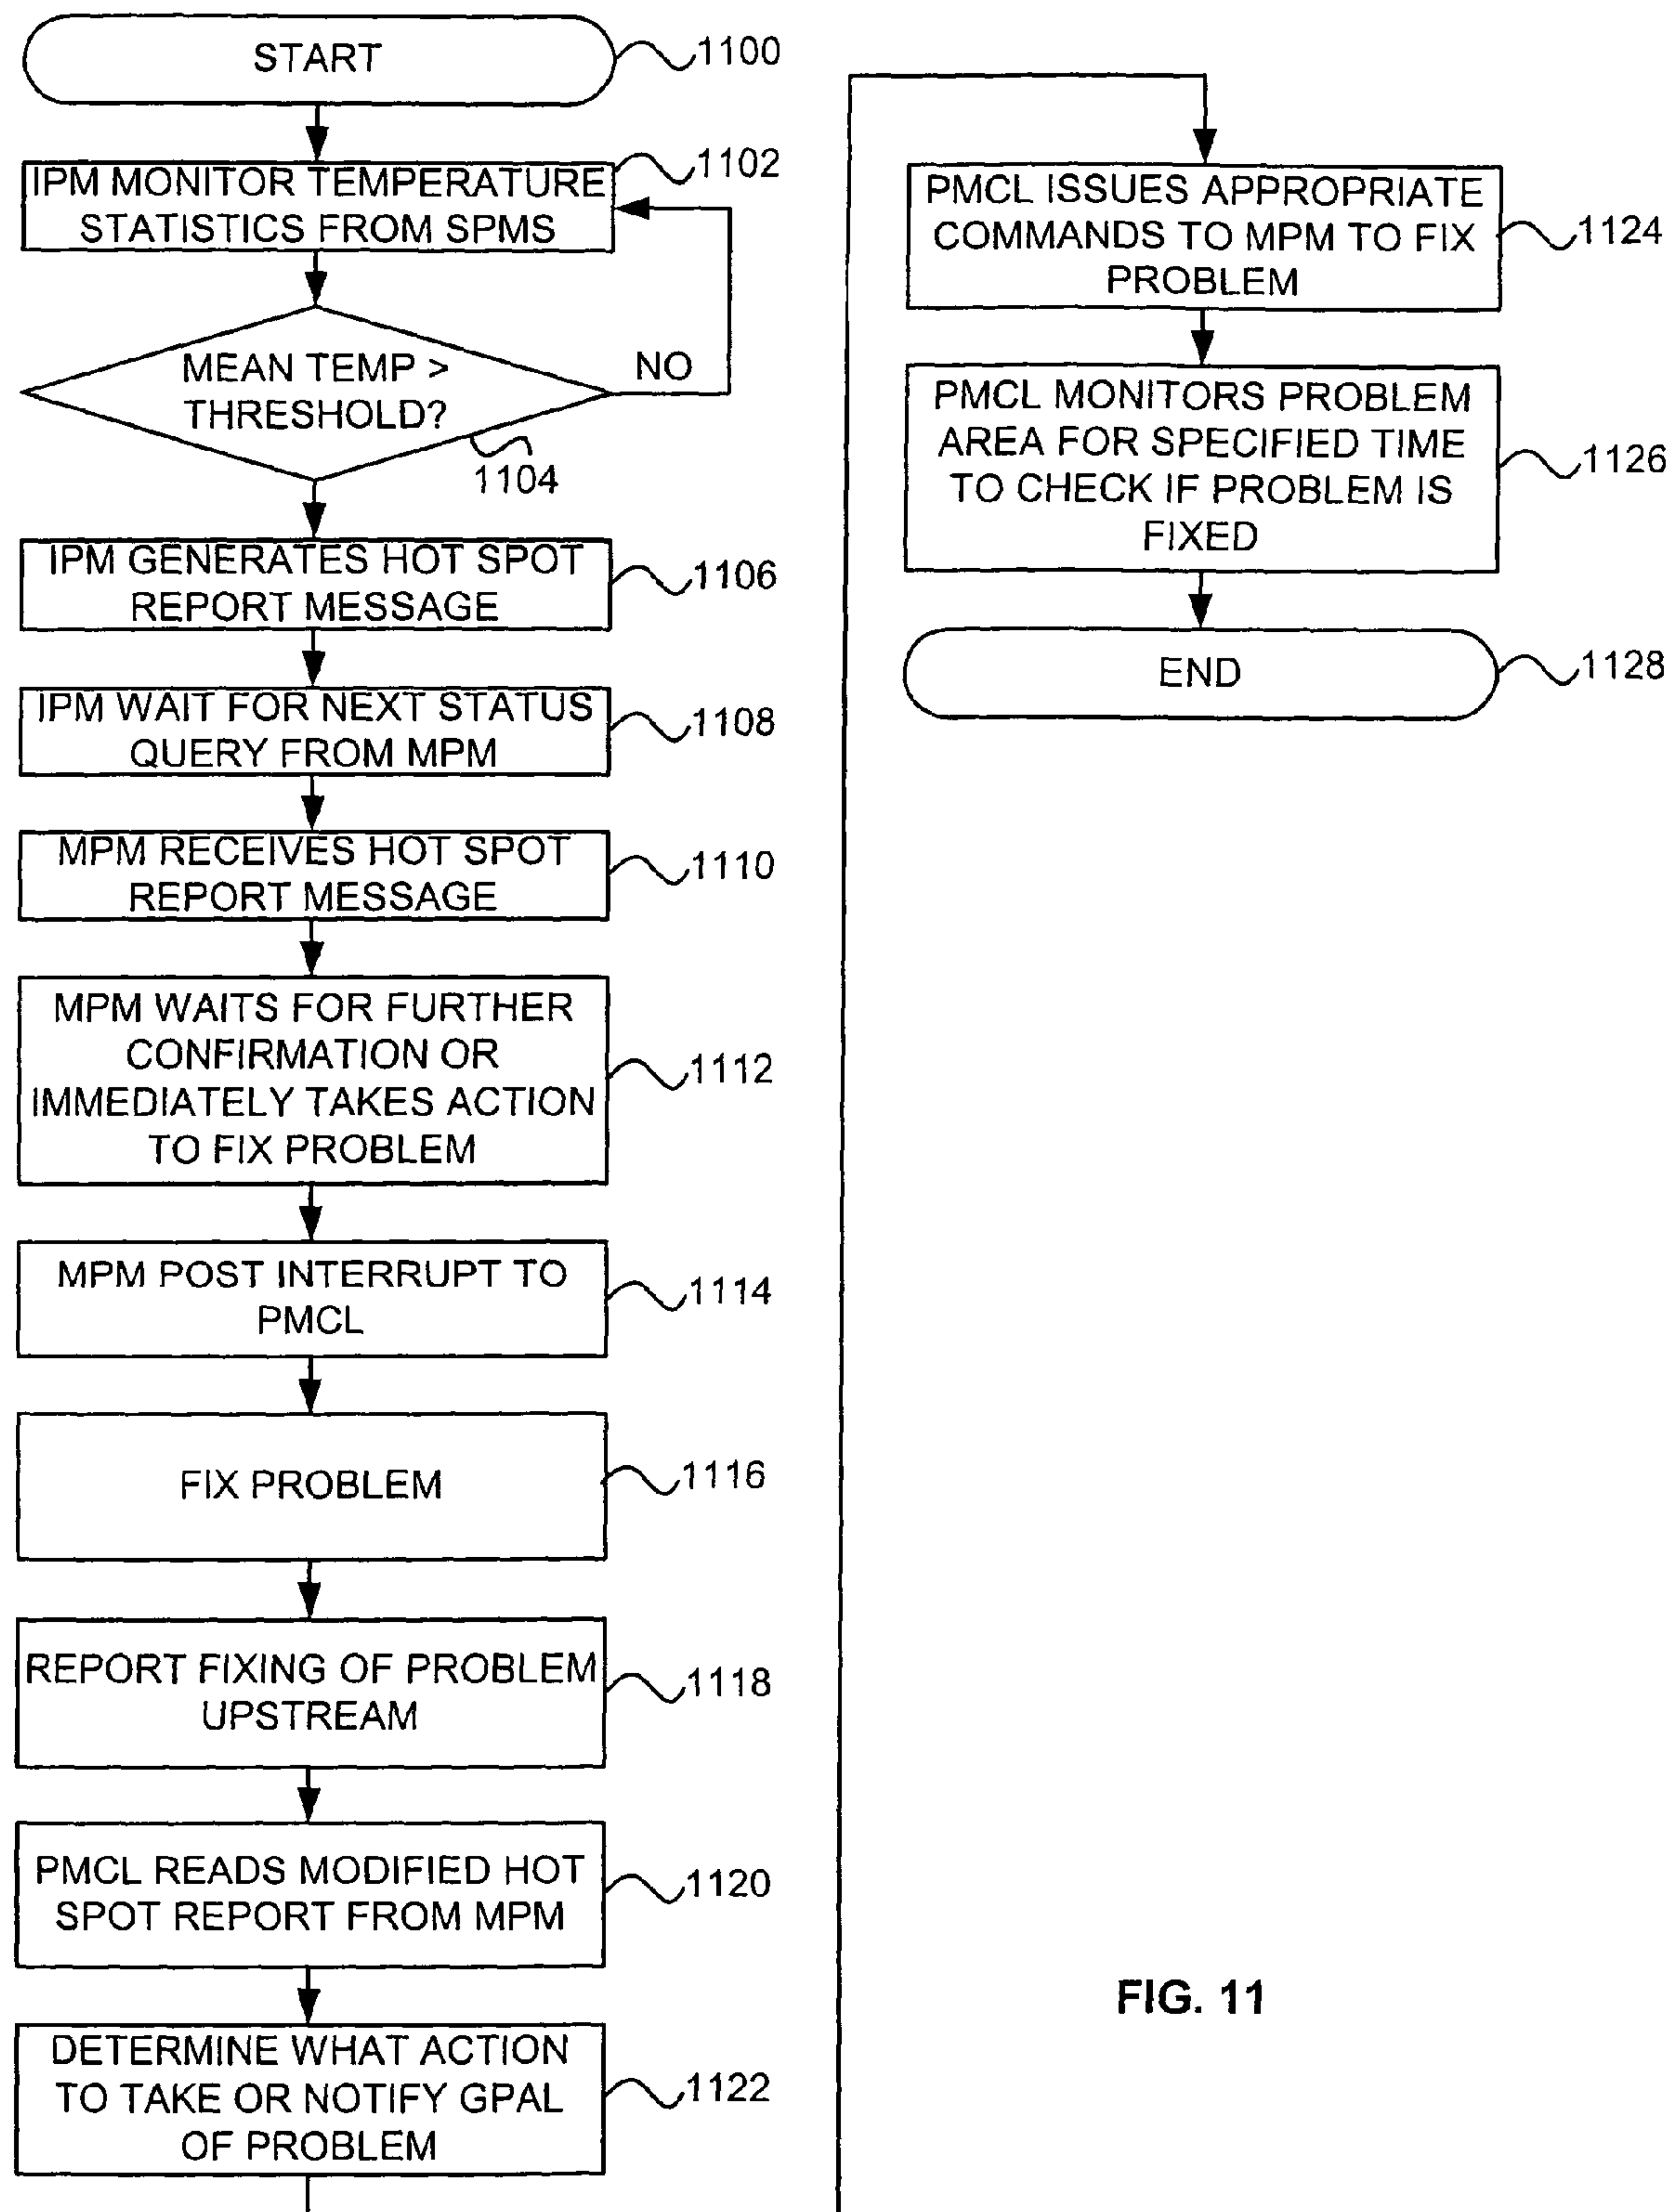 START
1100
IPM MONITOR TEMPERATURE
STATISTICS FROM SPMS
1102
MEAN TEMP >
THRESHOLD?
NO
1104
IPM GENERATES HOT SPOT
REPORT MESSAGE
1106
IPM WAIT FOR NEXT STATUS
QUERY FROM MPM
1108
MPM RECEIVES HOT SPOT
REPORT MESSAGE
1110
MPM WAITS FOR FURTHER
CONFIRMATION OR
IMMEDIATELY TAKES ACTION
TO FIX PROBLEM
1112
MPM POST INTERRUPT TO
PMCL
1114
FIX PROBLEM
1116
REPORT FIXING OF PROBLEM
UPSTREAM
1118
PMCL READS MODIFIED HOT
SPOT REPORT FROM MPM
1120
DETERMINE WHAT ACTION
TO TAKE OR NOTIFY GPAL
OF PROBLEM
1122
PMCL ISSUES APPROPRIATE
COMMANDS TO MPM TO FIX
PROBLEM
1124
PMCL MONITORS PROBLEM
AREA FOR SPECIFIED TIME
TO CHECK IF PROBLEM IS
FIXED
1126
END
1128
FIG. 11